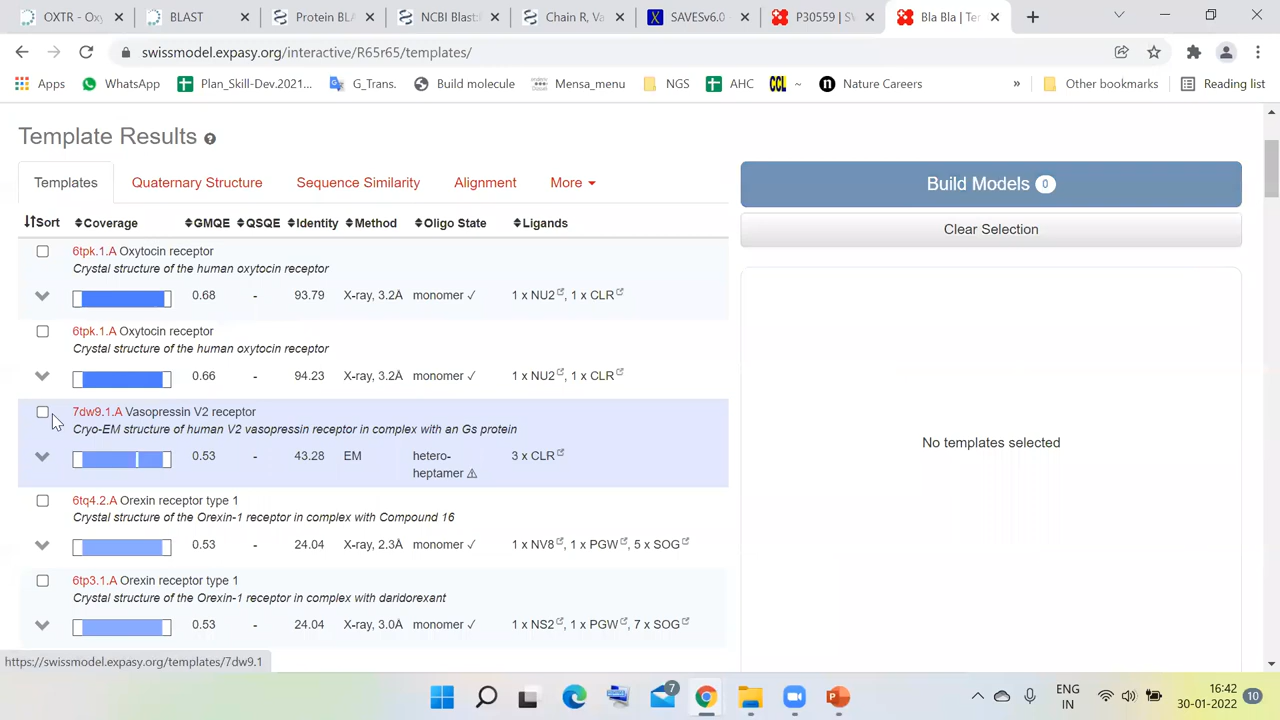 OXTR Oxy
BLAST
Protein BLA
NCBI Blast:
Chain R, Va
SAVESv6.0 -
P30559 | SW
Bla Bla | Ter
swissmodel.expasy.org/interactive/R65r65/templates/
Apps
WhatsApp
Plan_Skill-Dev.2021...
G_Trans.
Build molecule
Mensa_menu
NGS
AHC
CCL ~
n Nature Careers
»
Other bookmarks
Reading list
Template Results ?
Templates
Quaternary Structure
Sequence Similarity
Alignment
More
Build Models 0
Clear Selection
Sort Coverage GMQE QSQE Identity Method Oligo State Ligands
6tpk.1.A Oxytocin receptor
Crystal structure of the human oxytocin receptor
0.68 - 93.79 X-ray, 3.2Å monomer ✓ 1 x NU2, 1 x CLR
6tpk.1.A Oxytocin receptor
Crystal structure of the human oxytocin receptor
0.66 - 94.23 X-ray, 3.2Å monomer ✓ 1 x NU2, 1 x CLR
7dw9.1.A Vasopressin V2 receptor
Cryo-EM structure of human V2 vasopressin receptor in complex with an Gs protein
0.53 - 43.28 EM hetero- 3 x CLR
heptamer
No templates selected
6tq4.2.A Orexin receptor type 1
Crystal structure of the Orexin-1 receptor in complex with Compound 16
0.53 - 24.04 X-ray, 2.3Å monomer ✓ 1 x NV8, 1 x PGW, 5 x SOG
6tp3.1.A Orexin receptor type 1
Crystal structure of the Orexin-1 receptor in complex with daridorexant
0.53 - 24.04 X-ray, 3.0Å monomer ✓ 1 x NS2, 1 x PGW, 7 x SOG
https://swissmodel.expasy.org/templates/7dw9.1
7
ENG
IN
16:42
30-01-2022
10